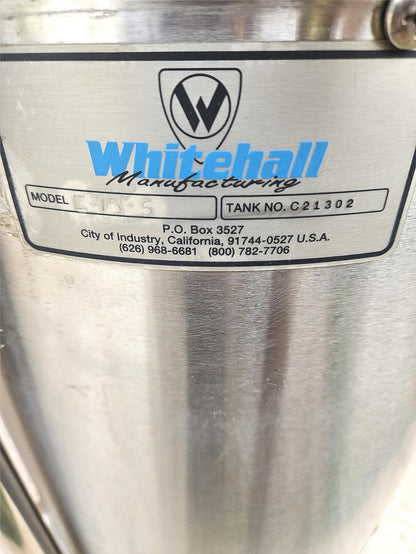 W
Whitehall
Manufacturing
MODEL E-15-S TANK NO. C21302
P.O. Box 3527
City of Industry, California, 91744-0527 U.S.A.
(626) 968-6681 (800) 782-7706